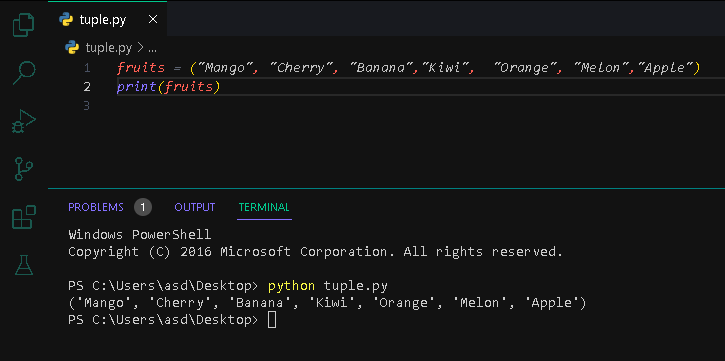 tuple.py
tuple.py > ...
1 fruits = ("Mango", "Cherry", "Banana","Kiwi",  "Orange", "Melon","Apple")
2 print(fruits)
3
PROBLEMS 1 OUTPUT TERMINAL
Windows PowerShell
Copyright (C) 2016 Microsoft Corporation. All rights reserved.
PS C:\Users\asd\Desktop> python tuple.py
('Mango', 'Cherry', 'Banana', 'Kiwi', 'Orange', 'Melon', 'Apple')
PS C:\Users\asd\Desktop>